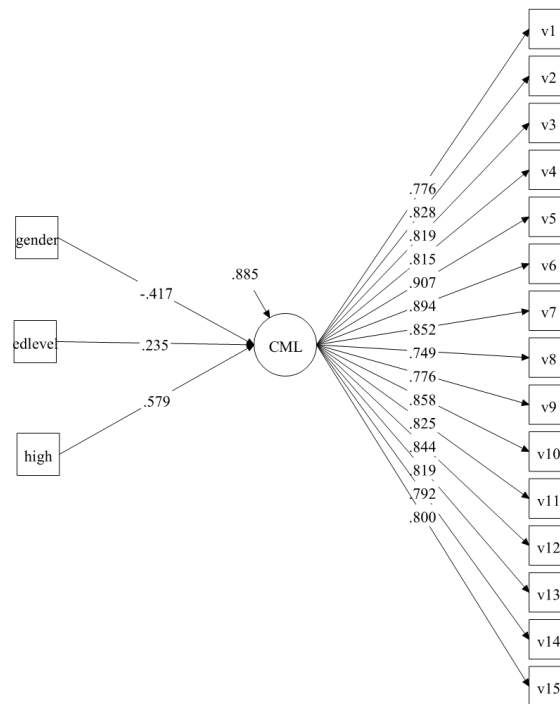 v1
v2
v3
v4
v5
v6
v7
v8
v9
v10
v11
v12
v13
v14
v15
.776
.828
.819
.815
.907
.894
.852
.749
.776
.858
.825
.844
.819
.792
.800
gender
edleve
high
-.417
.235
.579
.885
CML